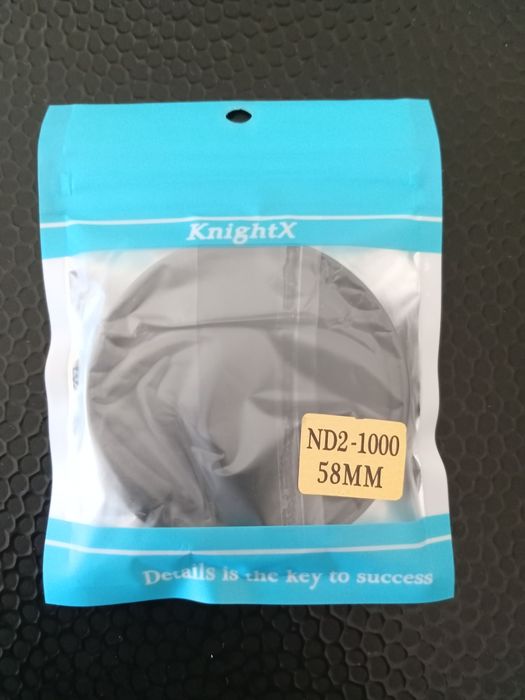 KnightX
ND2-1000
58MM
Details is the key to success